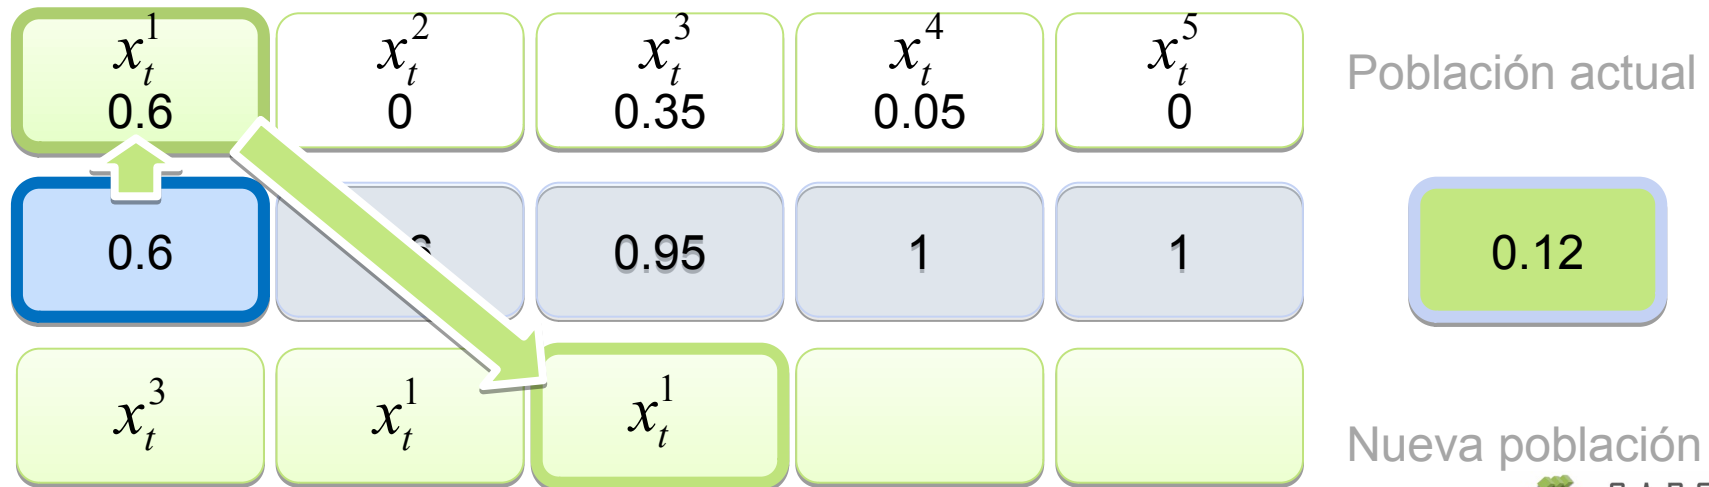 x_t^1 x_t^2 x_t^3 x_t^4 x_t^5 Población actual
0.6 0 0.35 0.05 0
0.6 0.95 1 1 0.12
x_t^3 x_t^1 x_t^1
Nueva población